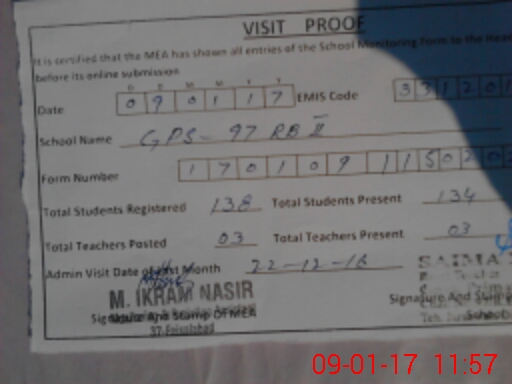 VISIT PROOF
It is certified that the MEA has shown all entries of the School Monitoring Form to the Head
before its online submission
D D M M Y Y
Date 0 9 0 1 1 7 EMIS Code 3 3 1 2 0
School Name GPS - 97 RB II
Form Number 1 7 0 1 0 9 1 1 5 0 2 0
Total Students Registered 138 Total Students Present 134
Total Teachers Posted 03 Total Teachers Present 03
Admin Visit Date of last Month 22-12-16 SAIMA
M. IKRAM NASIR
Signature And Stamp Of MEA Signature And Stamp
37-Faisalabad School
09-01-17 11:57